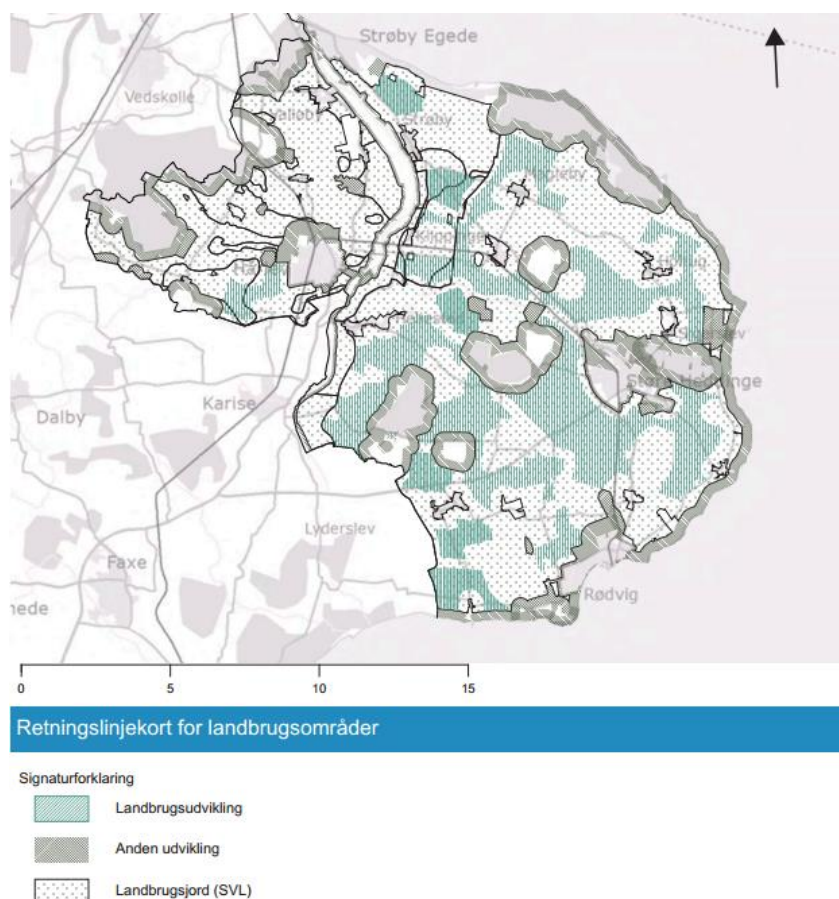 Strøby Egede
Vedskølle
Strøby
Karise
Dalby
Lyderslev
Faxe
Rødvig
0 5 10 15
Retningslinjekort for landbrugsområder
Signaturforklaring
Landbrugsudvikling
Anden udvikling
Landbrugsjord (SVL)